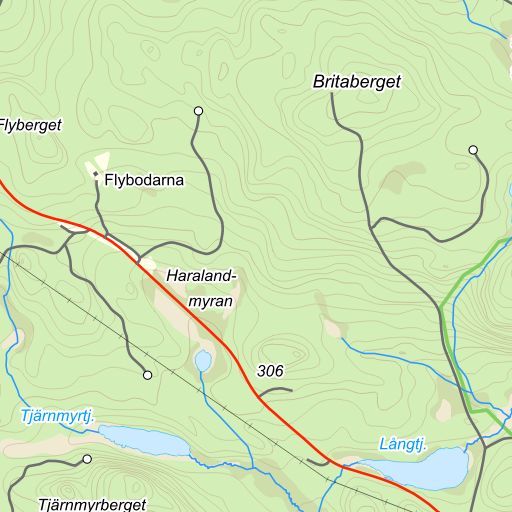 Britaberget
Flyberget
Flybodarna
Haraland-
myran
306
Tjärnmyrtj.
Långtj.
Tjärnmyrberget